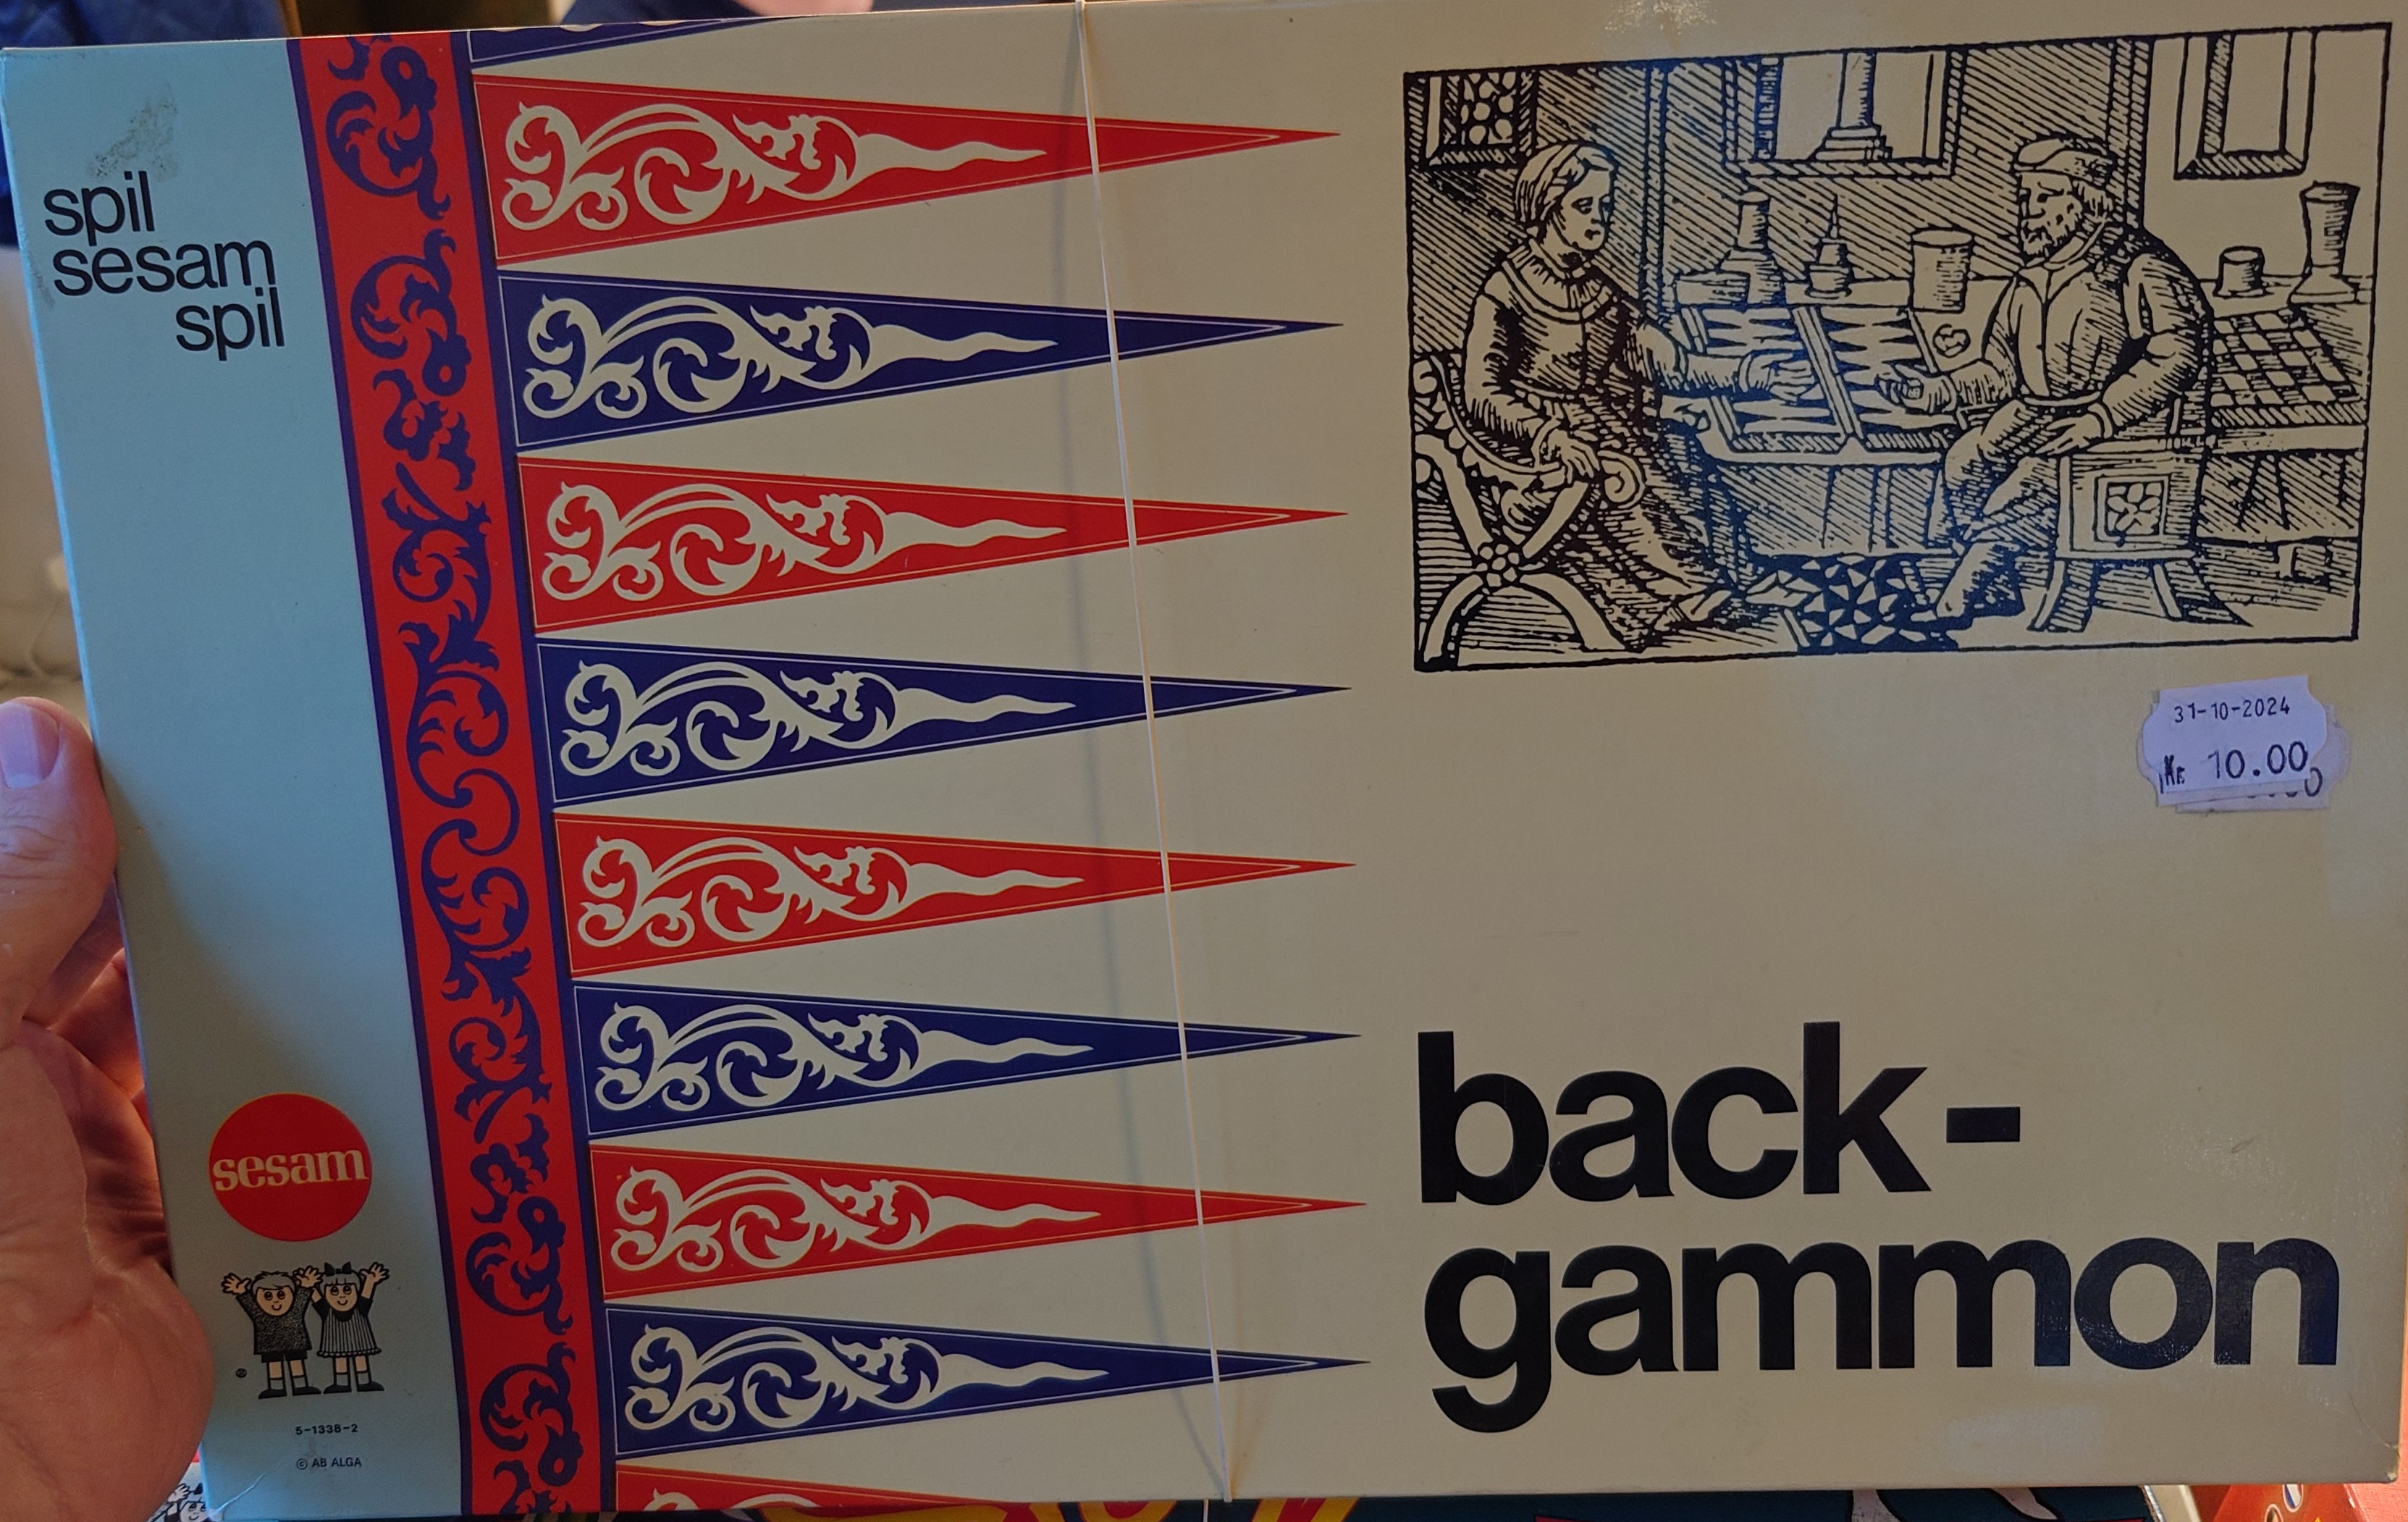 spil
sesam
spil
31-10-2024
Kr 10.00
back-
gammon
sesam
®
5-1338-2
© AB ALGA